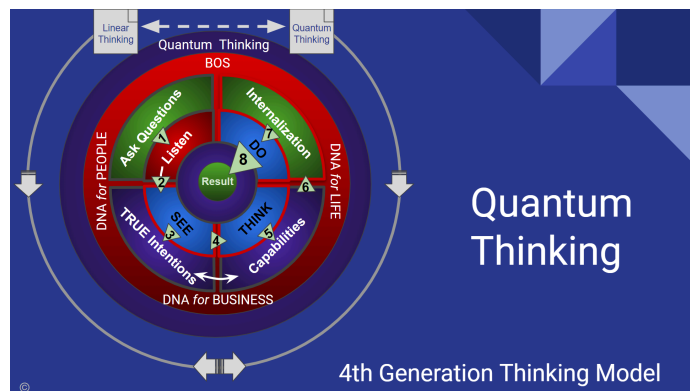 Linear
Thinking
Quantum
Thinking
Quantum Thinking
BOS
Ask Questions
Internalization
1
Listen
7
DO
8
DNA for PEOPLE
DNA for LIFE
Result
2
6
SEE
THINK
3
4
5
TRUE Intentions
Capabilities
DNA for BUSINESS
Quantum
Thinking
4th Generation Thinking Model
©